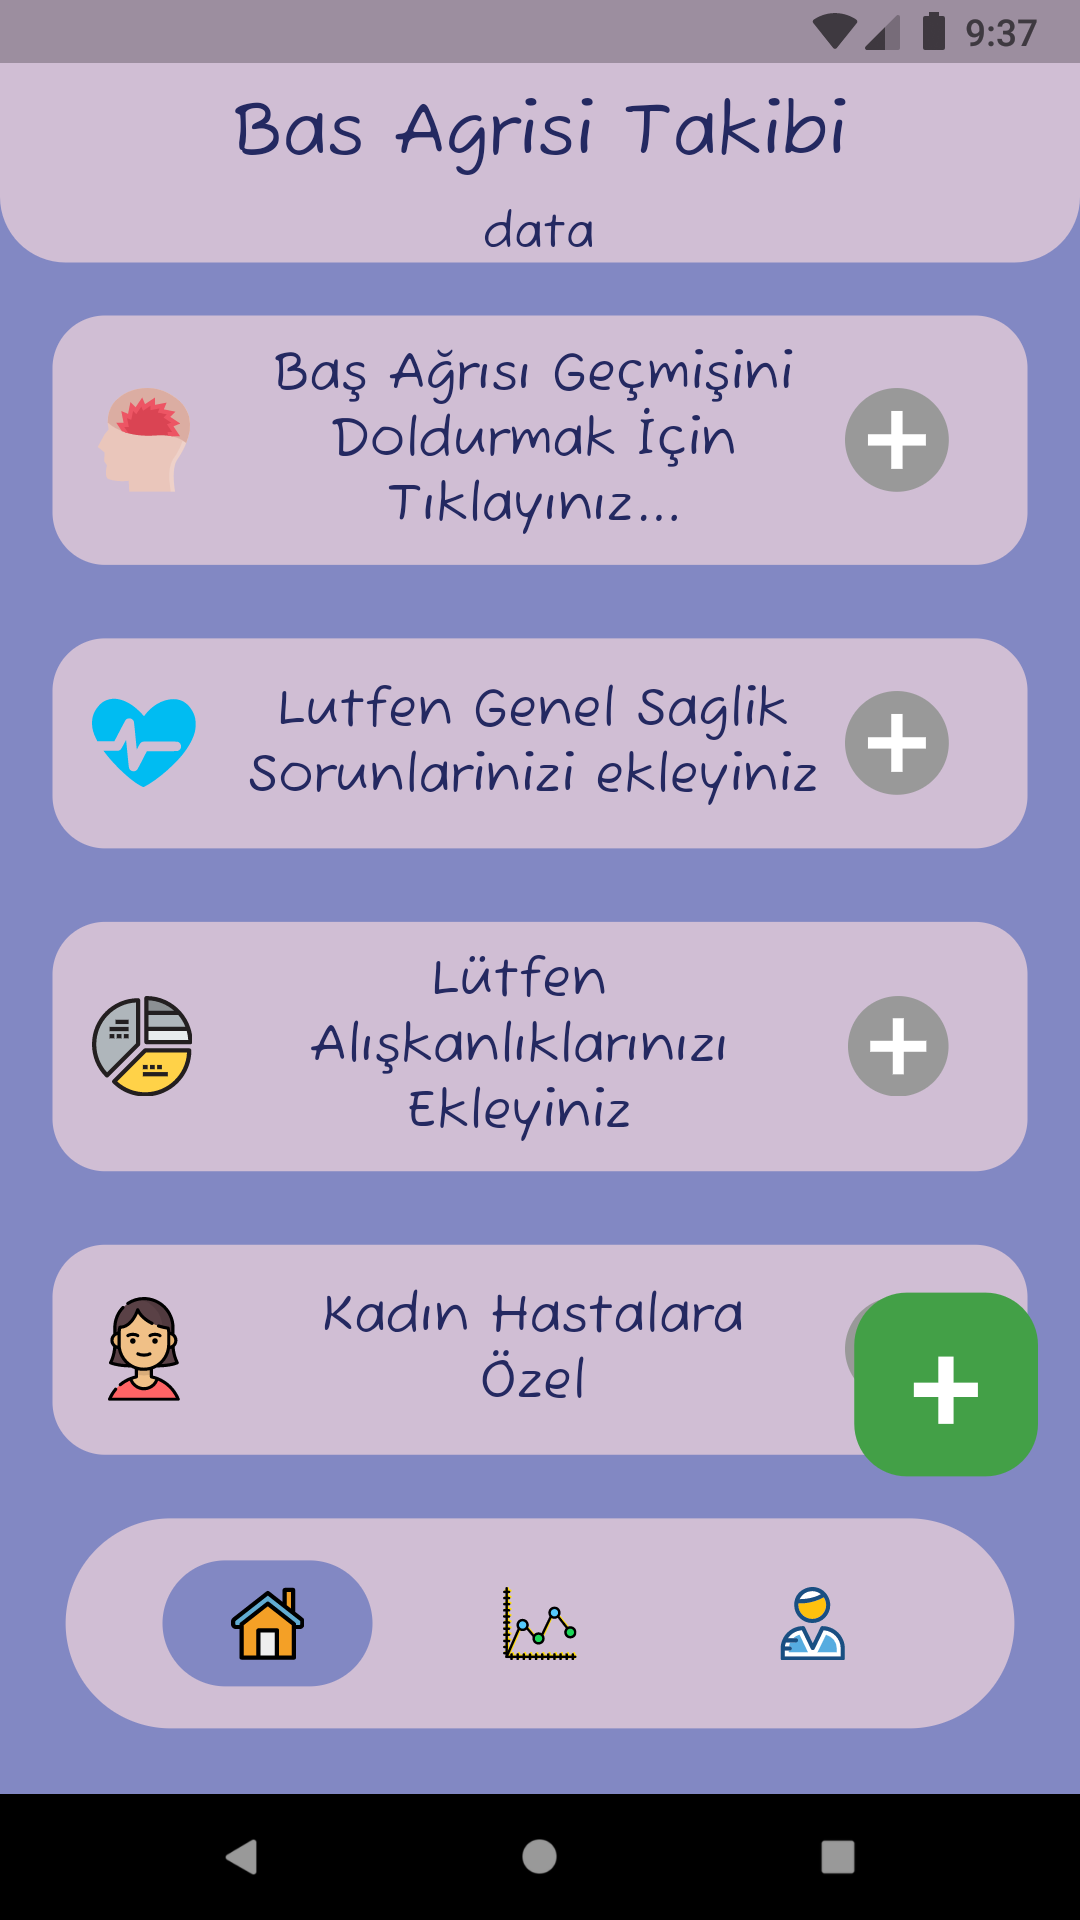 9:37
Bas Agrisi Takibi
data
Baş Ağrısı Geçmişini
Doldurmak İçin
Tıklayınız...
Lutfen Genel Saglik
Sorunlarinizi ekleyiniz
Lütfen
Alışkanlıklarınızı
Ekleyiniz
Kadın Hastalara
Özel